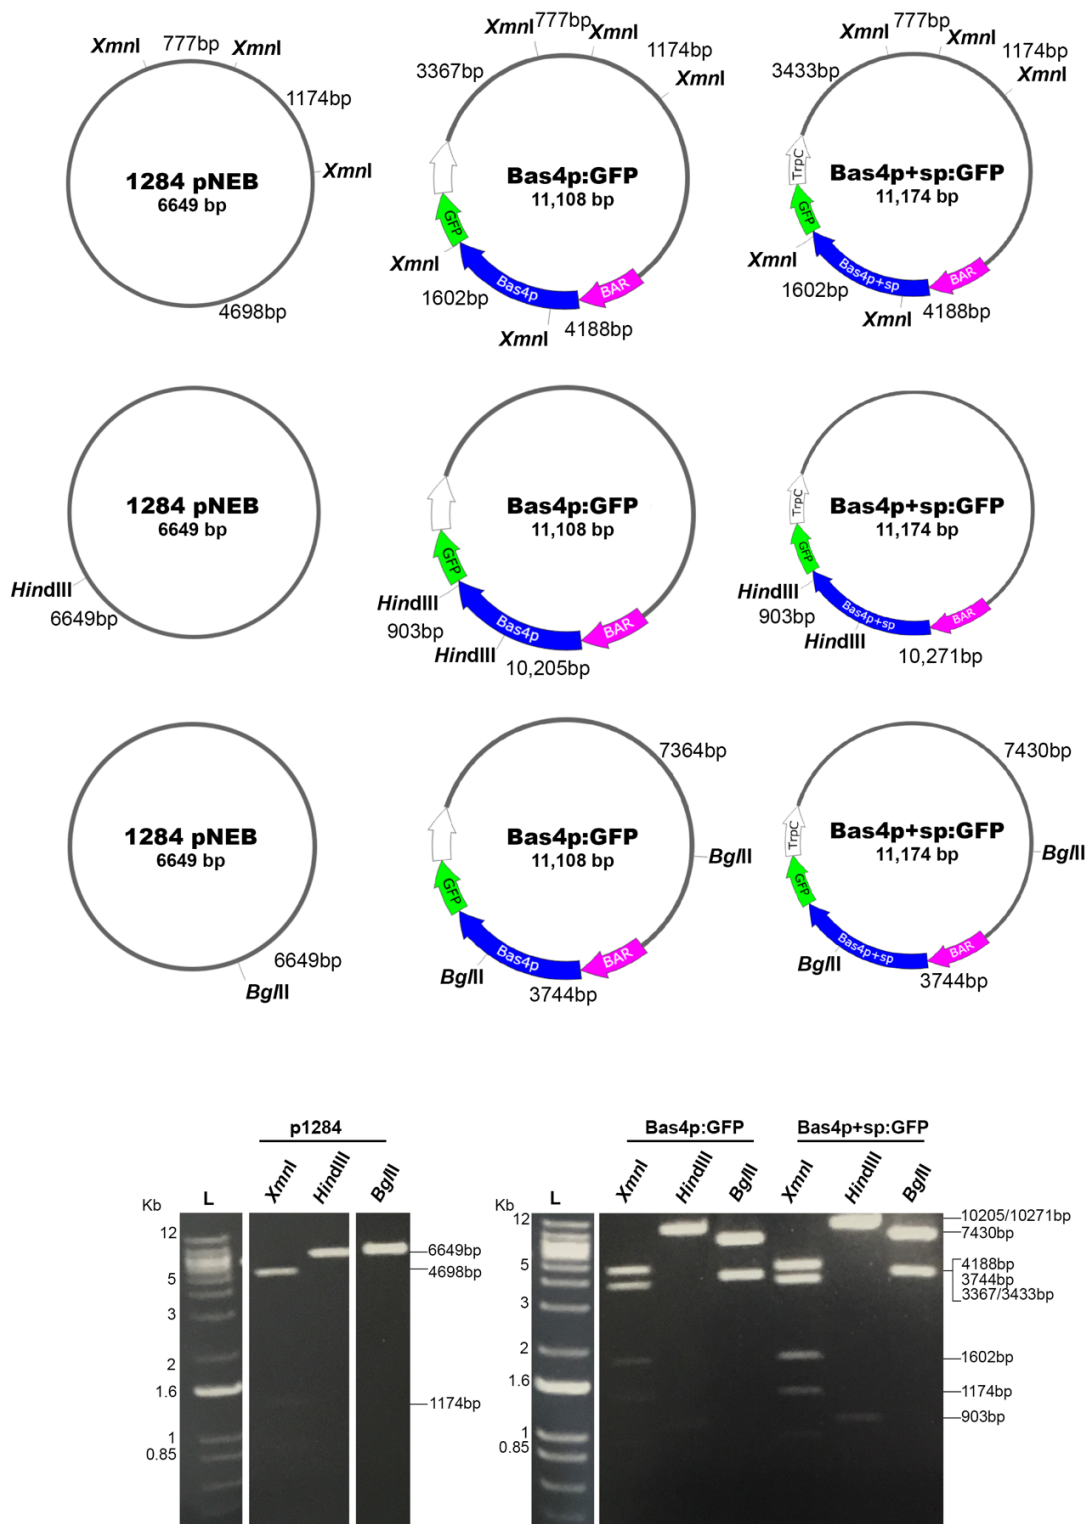 XmnI 777bp XmnI
1174bp
XmnI
1284 pNEB
6649 bp
4698bp
XmnI 777bp XmnI
3367bp
1174bp
XmnI
Bas4p:GFP
11,108 bp
GFP
XmnI
Bas4p
BAR
1602bp
XmnI
4188bp
XmnI 777bp XmnI
3433bp
1174bp
XmnI
TrpC
Bas4p+sp:GFP
11,174 bp
GFP
XmnI
Bas4p+sp
BAR
1602bp
XmnI
4188bp
1284 pNEB
6649 bp
HindIII
6649bp
Bas4p:GFP
11,108 bp
GFP
HindIII
903bp
Bas4p
BAR
HindIII
10,205bp
TrpC
Bas4p+sp:GFP
11,174 bp
GFP
HindIII
903bp
Bas4p+sp
BAR
HindIII
10,271bp
1284 pNEB
6649 bp
6649bp
BglII
7364bp
Bas4p:GFP
11,108 bp
BglII
GFP
Bas4p
BAR
BglII
3744bp
7430bp
TrpC
Bas4p+sp:GFP
11,174 bp
BglII
GFP
Bas4p+sp
BAR
BglII
3744bp
p1284
Kb L XmnI HindIII BglII
12
5
3
2
1.6
1
0.85
6649bp
4698bp
1174bp
Bas4p:GFP Bas4p+sp:GFP
Kb L XmnI HindIII BglII XmnI HindIII BglII
12
5
3
2
1.6
1
0.85
10205/10271bp
7430bp
4188bp
3744bp
3367/3433bp
1602bp
1174bp
903bp